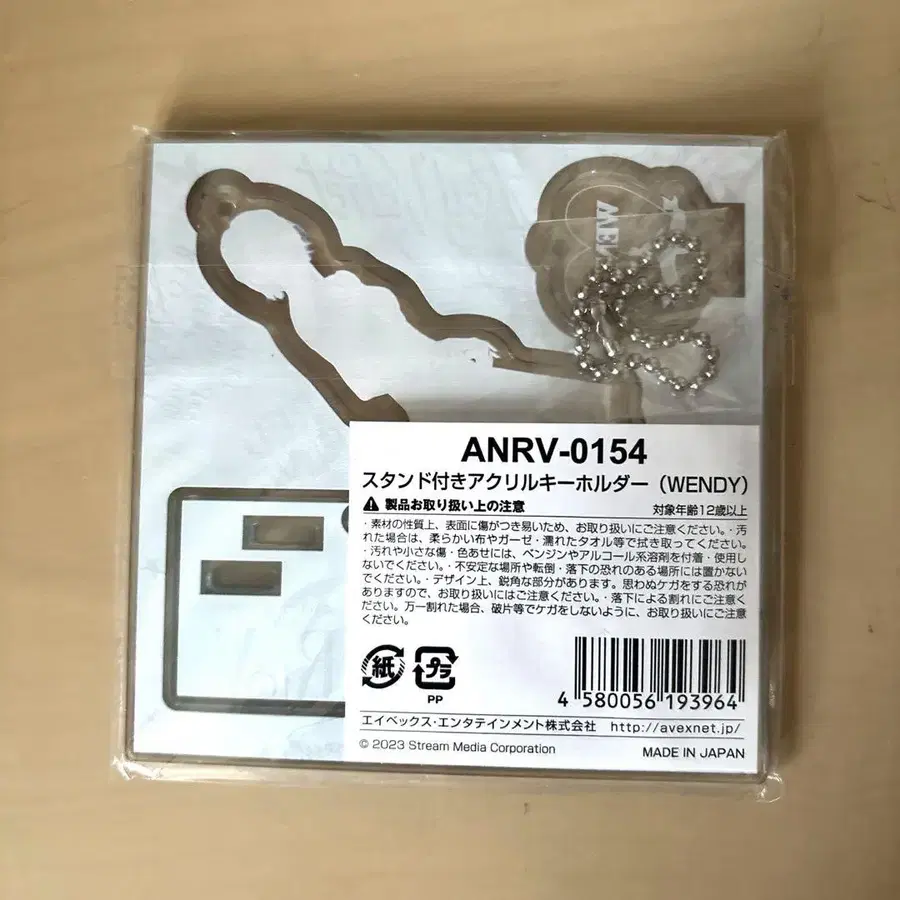 ANRV-0154
スタンド付きアクリルキーホルダー（WENDY）
製品お取り扱い上の注意
対象年齢12歳以上
・素材の性質上、表面に傷がつき易いため、お取り扱いにご注意ください。・汚
れた場合は、柔らかい布やガーゼ・濡れたタオル等で拭き取ってください。
・汚れや小さな傷・色あせには、ベンジンやアルコール系溶剤を付着・使用し
ないでください。・不安定な場所や転倒・落下の恐れのある場所には置かない
でください。・デザイン上、鋭角な部分があります。思わぬケガをする恐れが
ありますので、お取り扱いにはご注意ください。・落下による割れにご注意く
ださい。万一割れた場合、破片等でケガをしないように、お取り扱いください。
紙
プラ
PP
4 580056 193964
エイベックス・エンタテインメント株式会社
http://avexnet.jp/
© 2023 Stream Media Corporation
MADE IN JAPAN